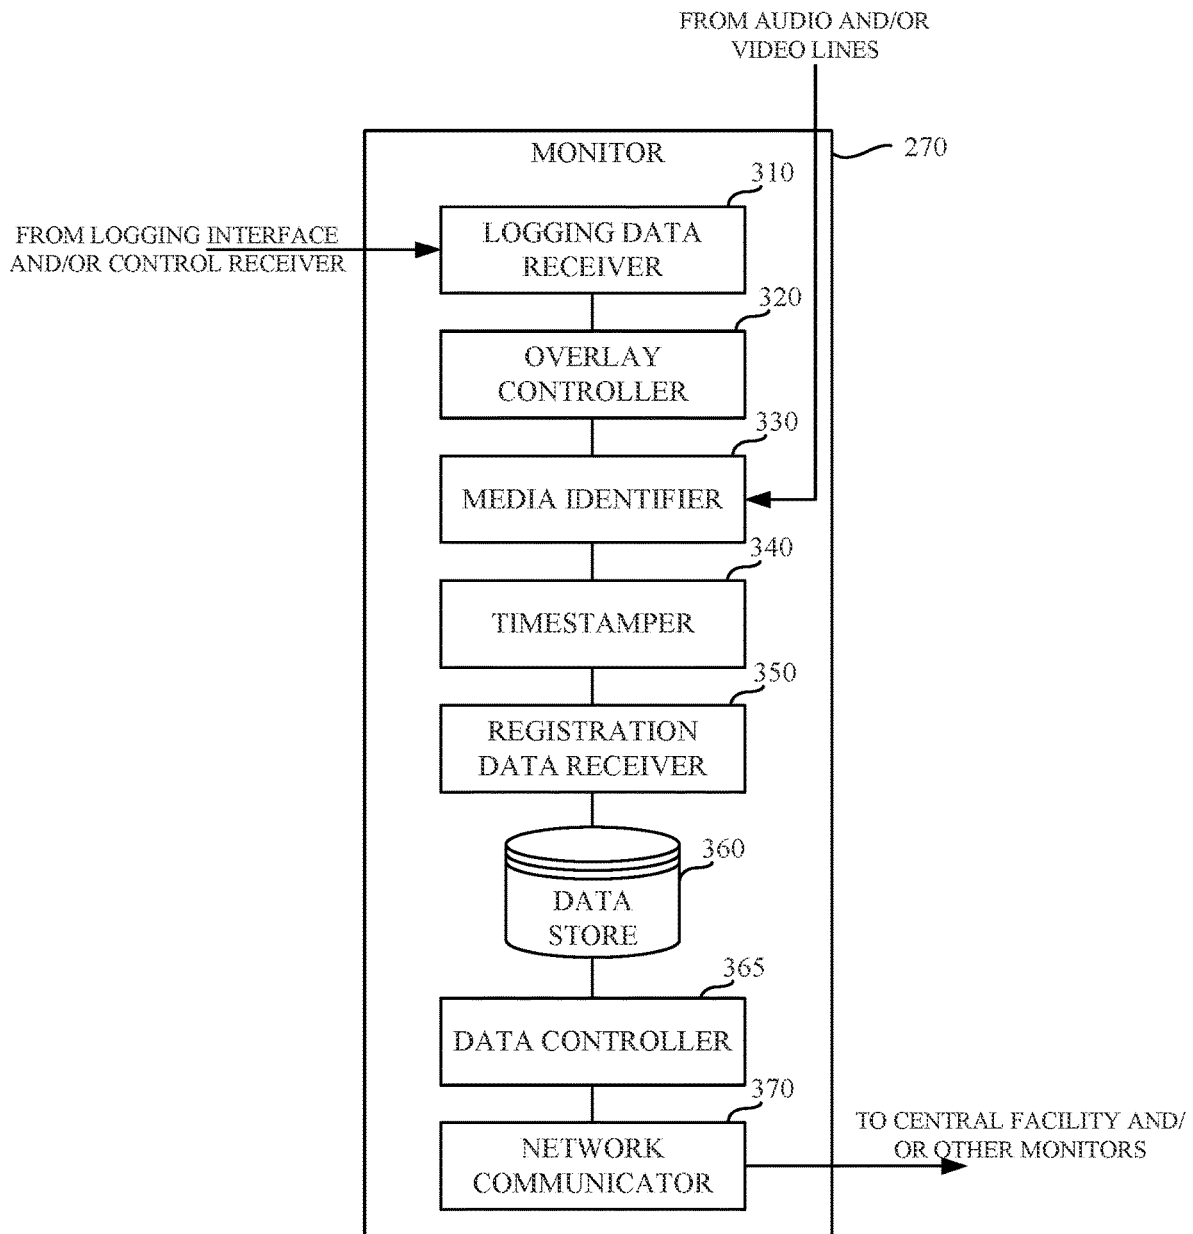 FROM AUDIO AND/OR
VIDEO LINES
MONITOR
270
310
FROM LOGGING INTERFACE
AND/OR CONTROL RECEIVER
LOGGING DATA
RECEIVER
320
OVERLAY
CONTROLLER
330
MEDIA IDENTIFIER
340
TIMESTAMPER
350
REGISTRATION
DATA RECEIVER
360
DATA
STORE
365
DATA CONTROLLER
370
NETWORK
COMMUNICATOR
TO CENTRAL FACILITY AND/
OR OTHER MONITORS